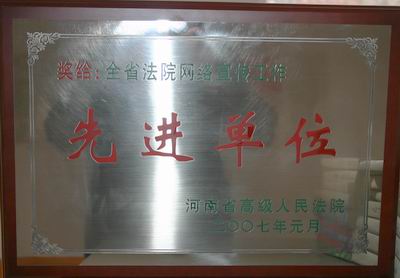 奖给：全省法院网络宣传工作
先进单位
河南省高级人民法院
二〇〇七年元月